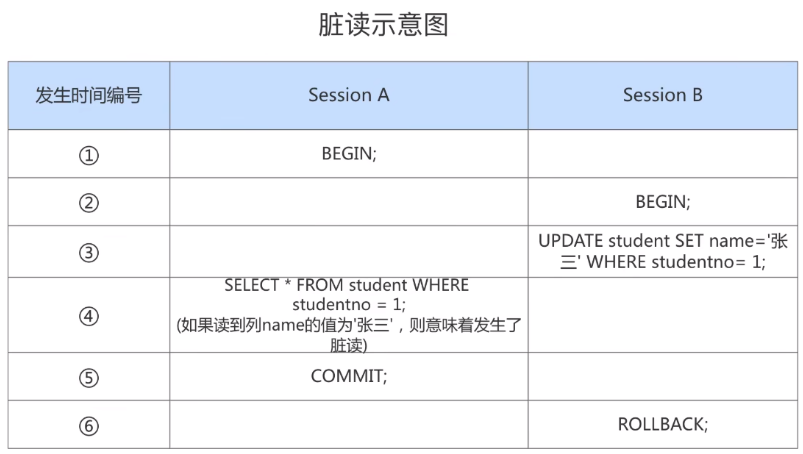 脏读示意图
发生时间编号
Session A
Session B
①
BEGIN;
②
BEGIN;
③
UPDATE student SET name='张
三' WHERE studentno= 1;
④
SELECT * FROM student WHERE
studentno = 1;
(如果读到列name的值为'张三'，则意味着发生了
脏读)
⑤
COMMIT;
⑥
ROLLBACK;